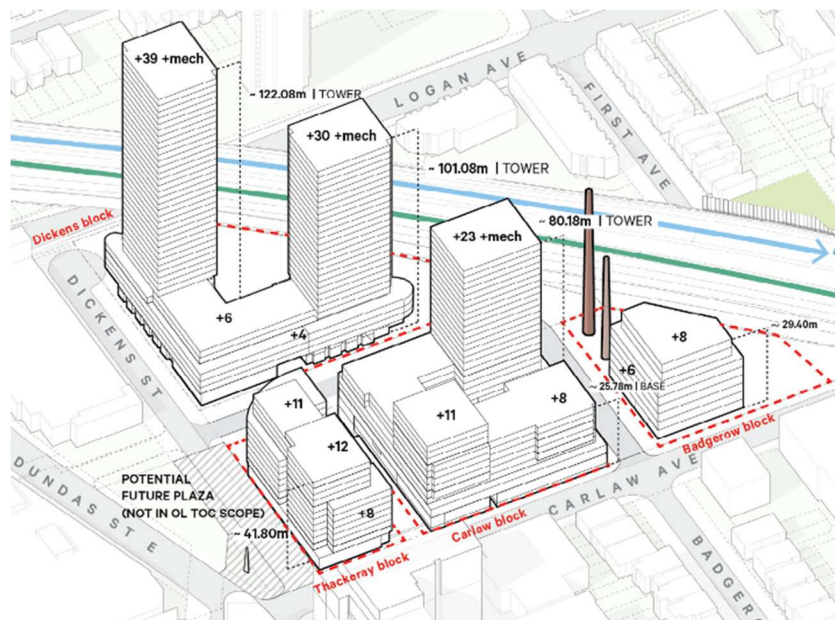 +39 +mech
~ 122.08m | TOWER
LOGAN AVE
FIRST AVE
+30 +mech
~ 101.08m | TOWER
~ 80.18m | TOWER
+23 +mech
Dickens block
DICKENS ST
+6
+4
+8
~ 29.40m
+6
~ 25.78m | BASE
+11
+11
+8
+12
Badgerow block
CARLAW AVE
POTENTIAL
FUTURE PLAZA
(NOT IN OL TOC SCOPE)
+8
~ 41.80m
Carlaw block
Thackeray block
DUNDAS ST E
BADGERO